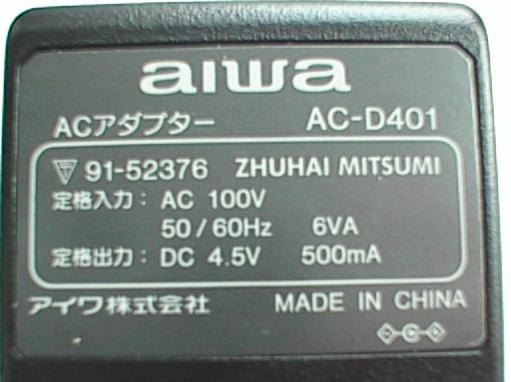 aiwa
ACアダプター AC-D401
91-52376 ZHUHAI MITSUMI
定格入力: AC 100V
50/60Hz 6VA
定格出力: DC 4.5V 500mA
アイワ株式会社 MADE IN CHINA